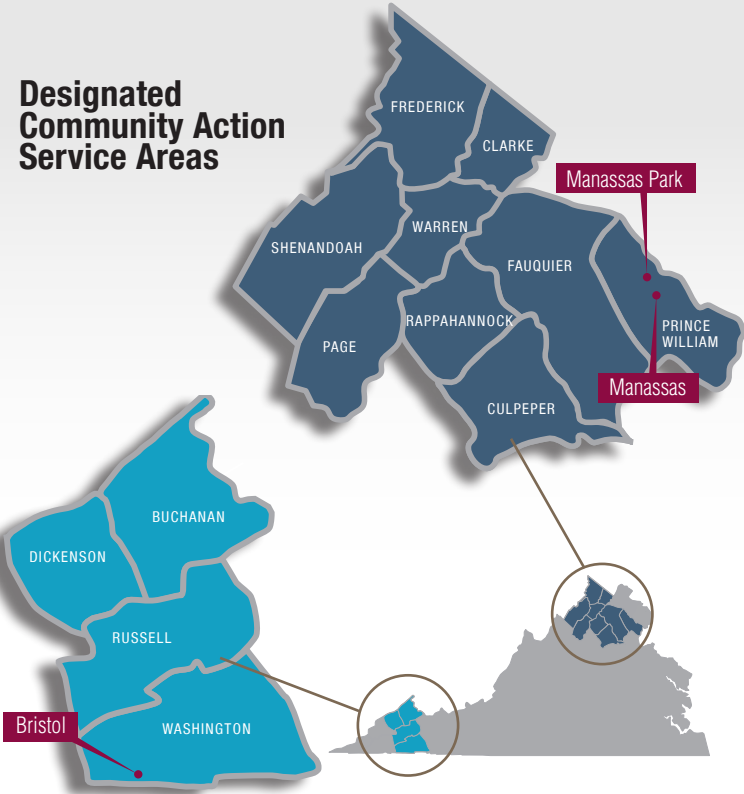 Designated
Community Action
Service Areas
FREDERICK
CLARKE
Manassas Park
WARREN
SHENANDOAH
FAUQUIER
RAPPAHANNOCK
PRINCE
WILLIAM
PAGE
Manassas
CULPEPER
BUCHANAN
DICKENSON
RUSSELL
Bristol
WASHINGTON